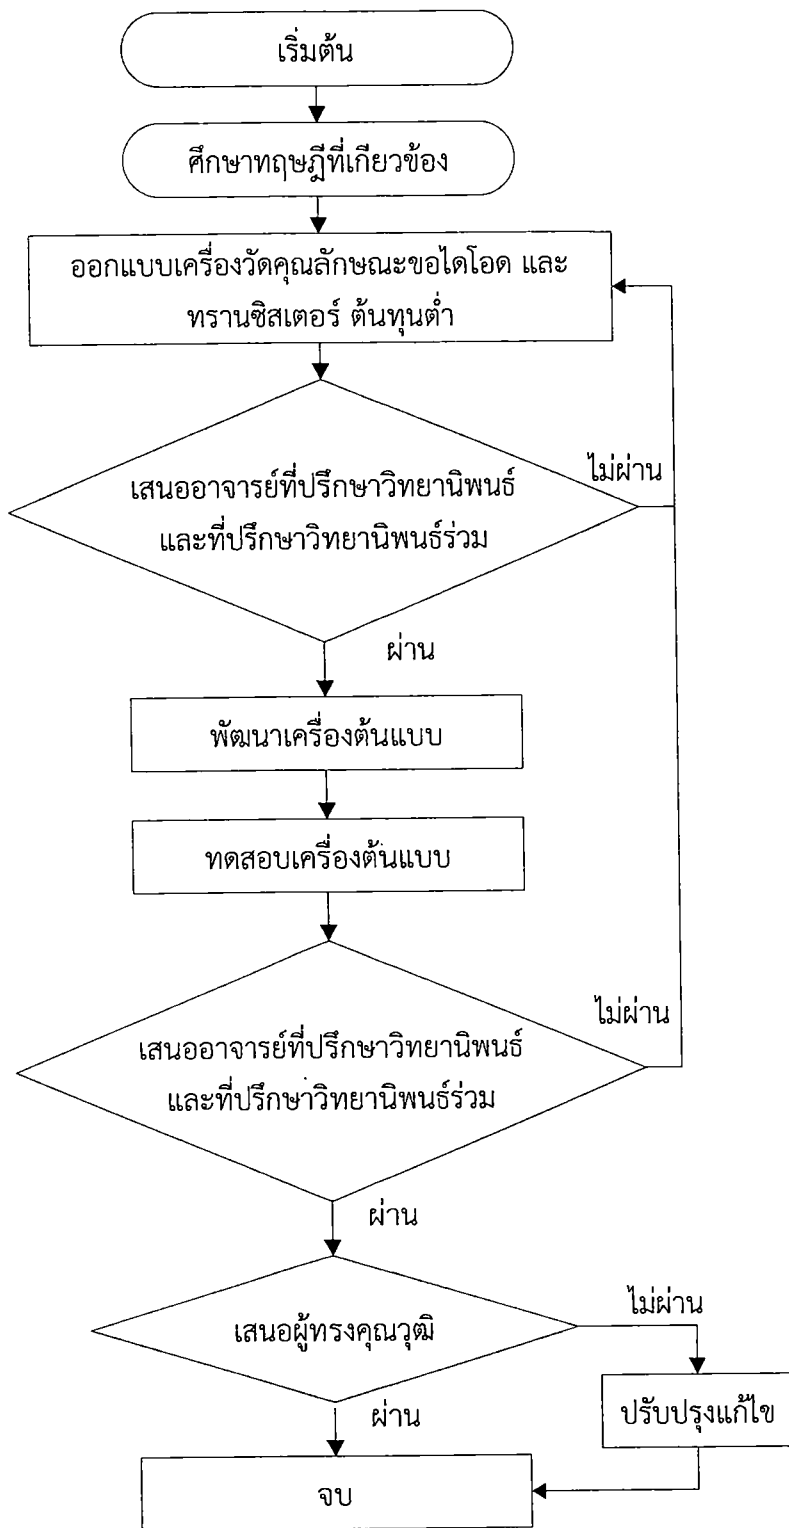 เริ่มต้น
ศึกษาทฤษฎีที่เกียวข้อง
ออกแบบเครื่องวัดคุณลักษณะขอไดโอด และ
ทรานซิสเตอร์ ต้นทุนต่ำ
ไม่ผ่าน
เสนออาจารย์ที่ปรึกษาวิทยานิพนธ์
และที่ปรึกษาวิทยานิพนธ์ร่วม
ผ่าน
พัฒนาเครื่องต้นแบบ
ทดสอบเครื่องต้นแบบ
ไม่ผ่าน
เสนออาจารย์ที่ปรึกษาวิทยานิพนธ์
และที่ปรึกษาวิทยานิพนธ์ร่วม
ผ่าน
ไม่ผ่าน
เสนอผู้ทรงคุณวุฒิ
ปรับปรุงแก้ไข
ผ่าน
จบ